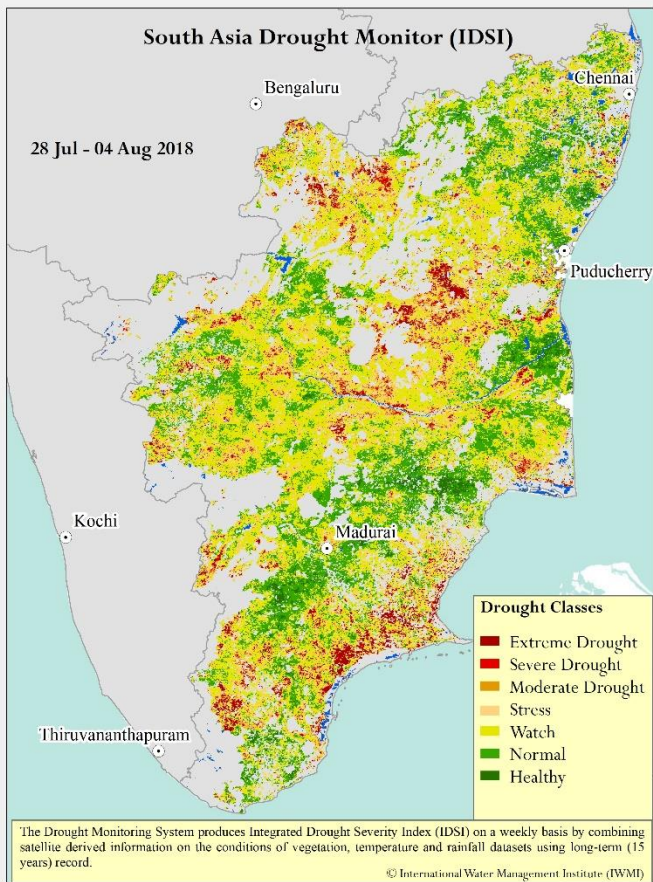 South Asia Drought Monitor (IDSI)
Chennai
Bengaluru
28 Jul - 04 Aug 2018
Puducherry
Kochi
Madurai
Drought Classes
Extreme Drought
Severe Drought
Moderate Drought
Stress
Watch
Normal
Healthy
Thiruvananthapuram
The Drought Monitoring System produces Integrated Drought Severity Index (IDSI) on a weekly basis by combining
satellite derived information on the conditions of vegetation, temperature and rainfall datasets using long-term (15
years) record.
© International Water Management Institute (IWMI)